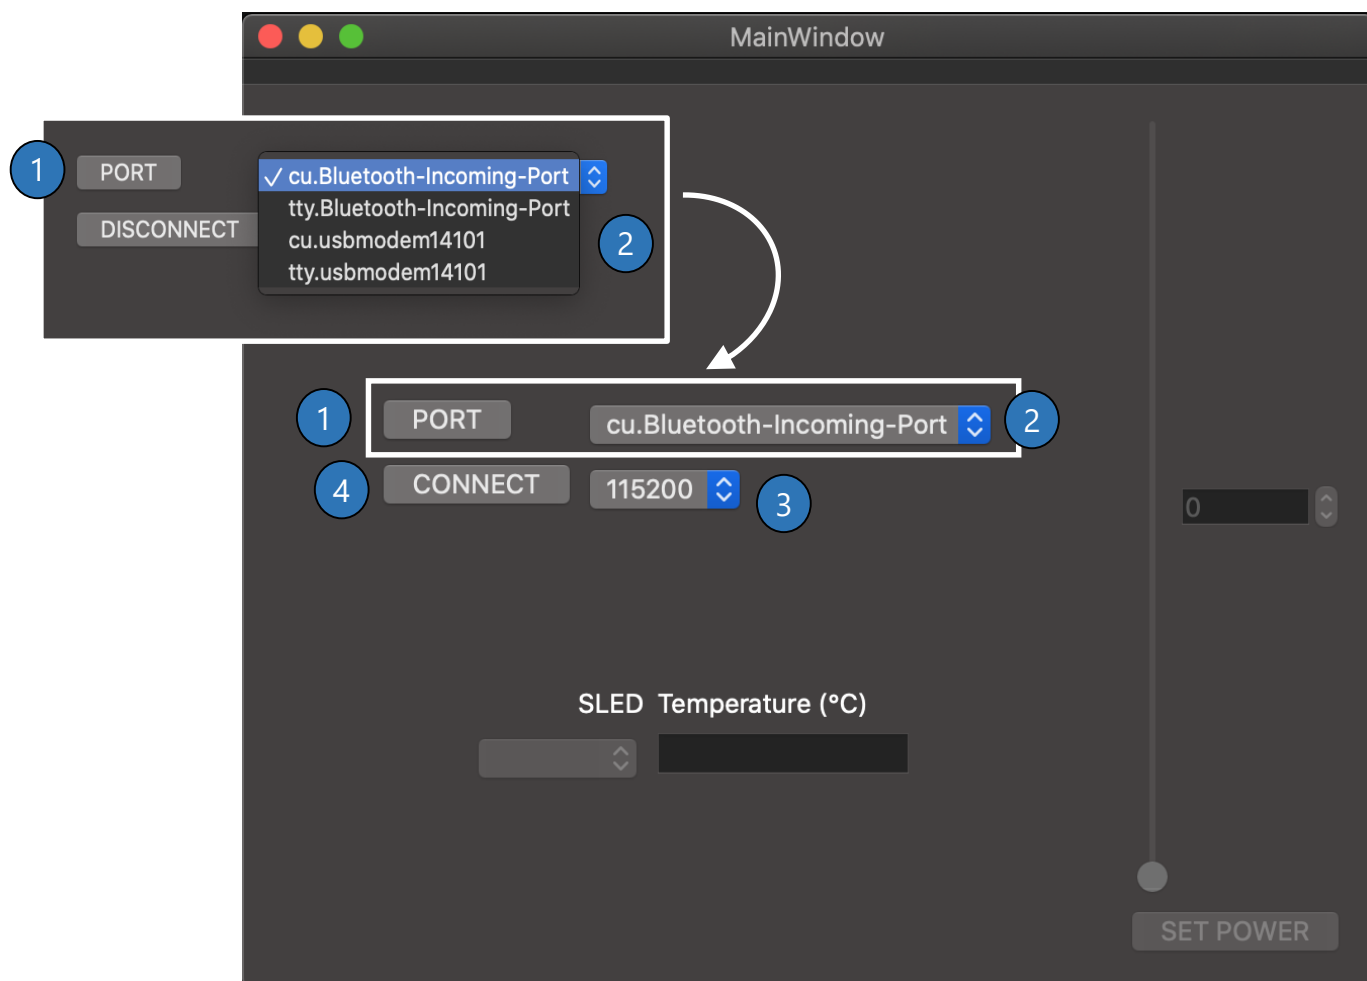 MainWindow
1
PORT
cu.Bluetooth-Incoming-Port
tty.Bluetooth-Incoming-Port
cu.usbmodem14101
tty.usbmodem14101
DISCONNECT
2
1
PORT
cu.Bluetooth-Incoming-Port
2
4
CONNECT
115200
3
0
SLED Temperature (°C)
SET POWER